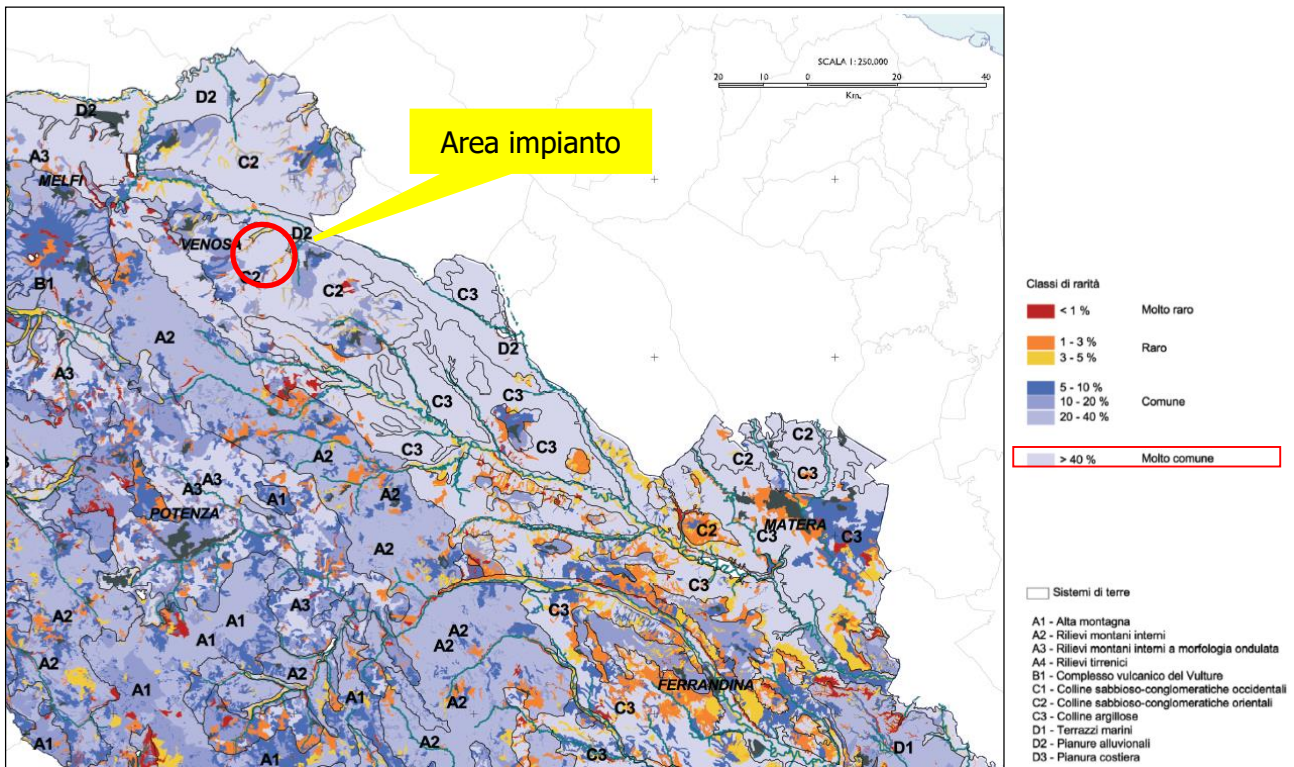 SCALA 1: 250.000
20 10 0 20 40
Km.
D2
D2
Area impianto
A3
C2
MELFI
VENOSA
D2
C2
B1
C2
C3
A2
D2
A3
C3
C3
A2
C3
C3
C2
C2
C3
A3
A3
A1
A2
POTENZA
C2
MATERA
C3
C3
A2
C3
A3
A1
A2
A1
A2
A2
C3
A2
A1
A2
FERRANDINA
A1
A2
C3
A2
C3
A1
A1
D1
Classi di rarità
< 1 % Molto raro
1 - 3 %
Raro
3 - 5 %
5 - 10 %
10 - 20 % Comune
20 - 40 %
> 40 % Molto comune
Sistemi di terre
A1 - Alta montagna
A2 - Rilievi montani interni
A3 - Rilievi montani interni a morfologia ondulata
A4 - Rilievi tirrenici
B1 - Complesso vulcanico del Vulture
C1 - Colline sabbioso-conglomeratiche occidentali
C2 - Colline sabbioso-conglomeratiche orientali
C3 - Colline argillose
D1 - Terrazzi marini
D2 - Pianure alluvionali
D3 - Pianura costiera